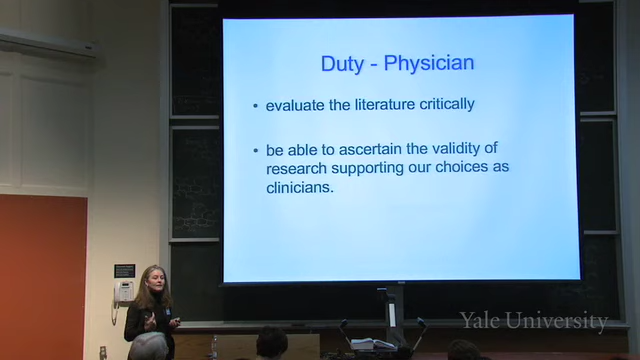 Duty - Physician
• evaluate the literature critically
• be able to ascertain the validity of
research supporting our choices as
clinicians.
Yale University